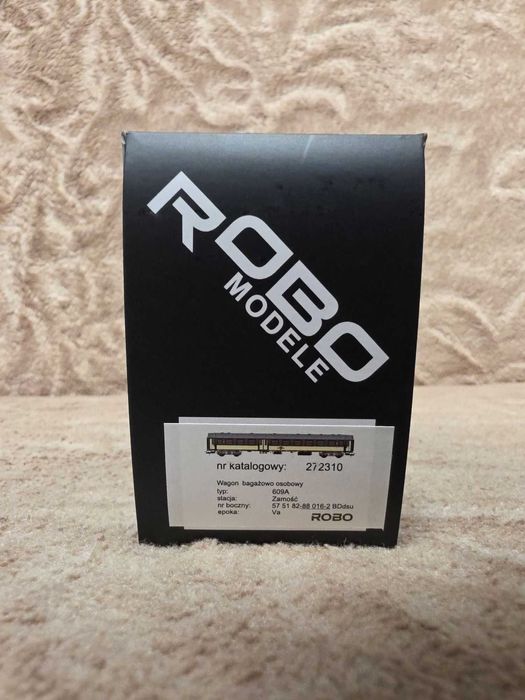 ROBO
MODELE
nr katalogowy: 272310
Wagon bagażowo osobowy
typ: 609A
stacja: Zamość
nr boczny: 57 51 82-88 016-2 BDdsu
epoka: Va
ROBO